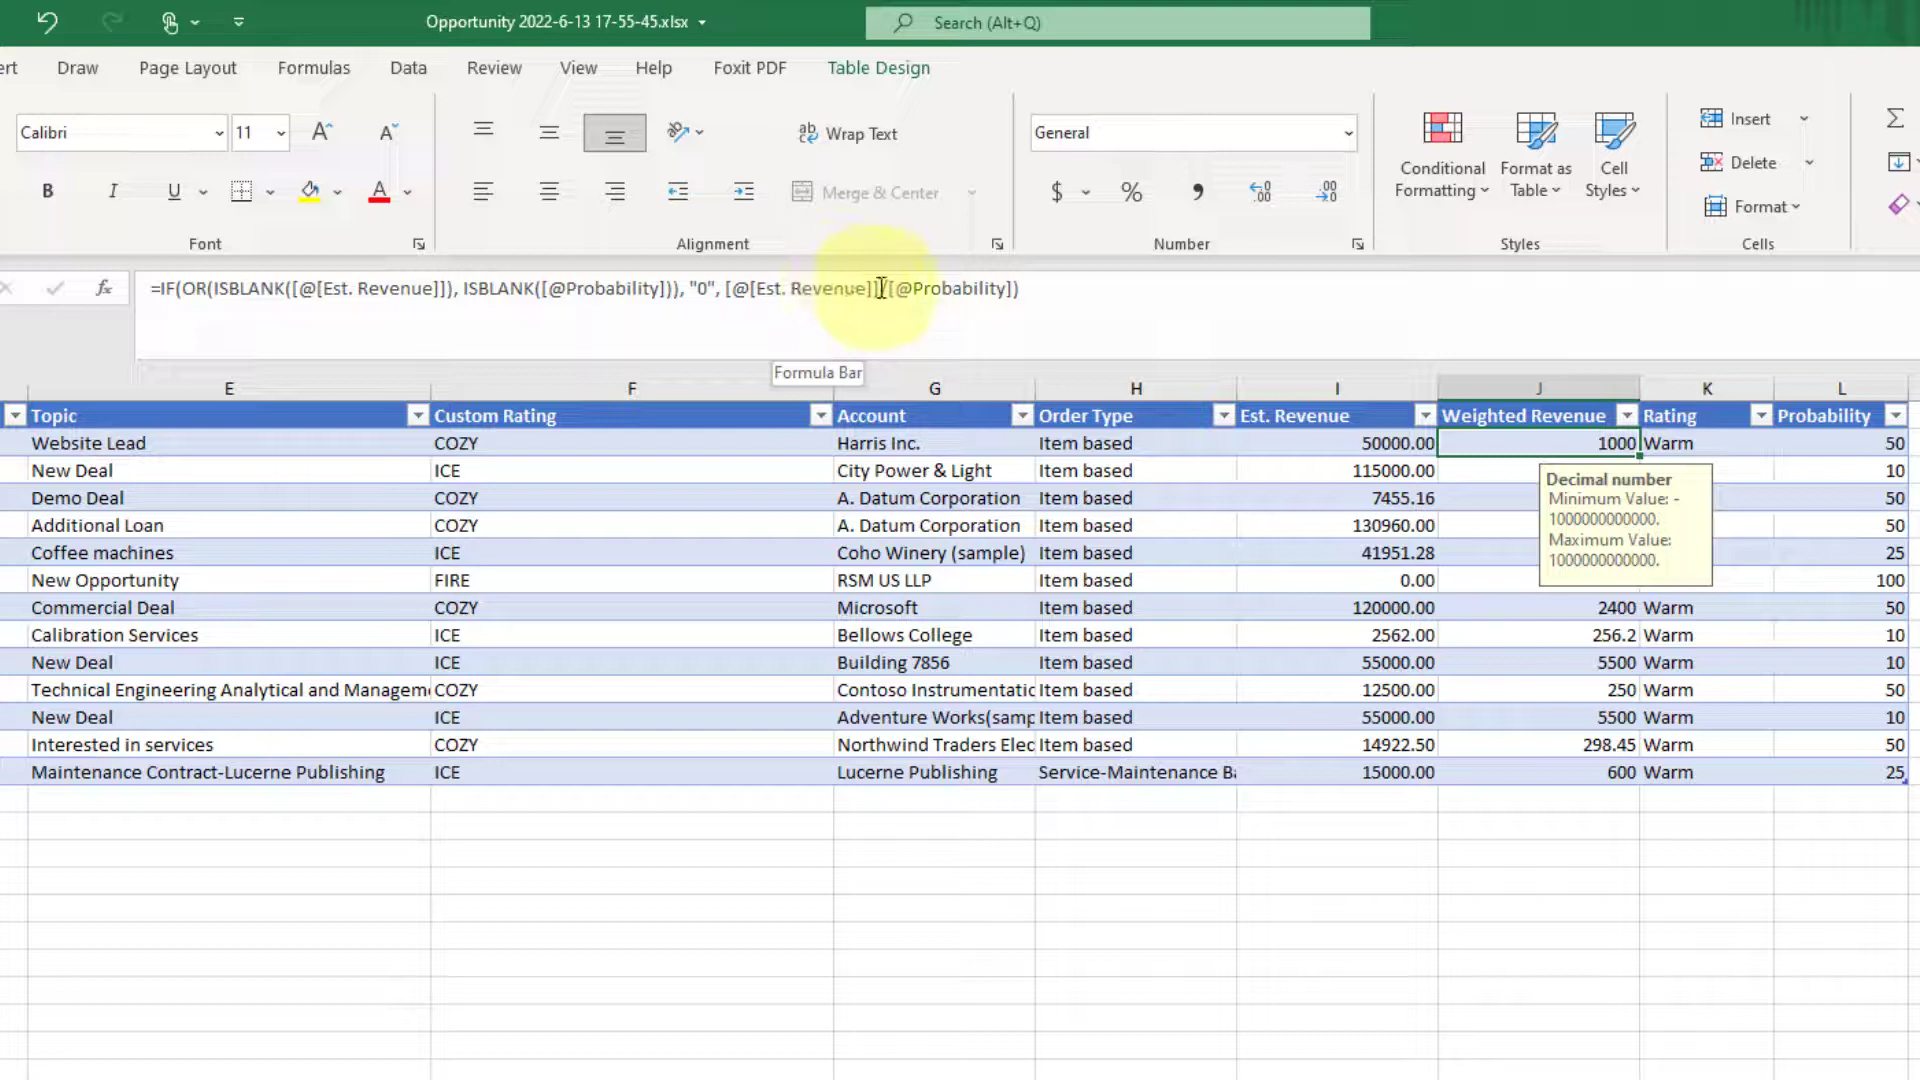 Opportunity 2022-6-13 17-55-45.xlsx
Search (Alt+Q)
ert Draw Page Layout Formulas Data Review View Help Foxit PDF Table Design
Calibri 11 A A ab Wrap Text General Insert Σ
Conditional Formatting Format as Table Cell Styles Delete
B I U A Merge & Center $ % , .00 .00 Format
Font Alignment Number Styles Cells
fx =IF(OR(ISBLANK([@[Est. Revenue]]), ISBLANK([@Probability])), "0", [@[Est. Revenue]]/[@Probability])
Formula Bar
E F G H I J K L
Topic Custom Rating Account Order Type Est. Revenue Weighted Revenue Rating Probability
Website Lead COZY Harris Inc. Item based 50000.00 1000 Warm 50
New Deal ICE City Power & Light Item based 115000.00 10
Demo Deal COZY A. Datum Corporation Item based 7455.16 50
Additional Loan COZY A. Datum Corporation Item based 130960.00 50
Coffee machines ICE Coho Winery (sample) Item based 41951.28 25
New Opportunity FIRE RSM US LLP Item based 0.00 100
Decimal number
Minimum Value: -
1000000000000.
Maximum Value:
1000000000000.
Commercial Deal COZY Microsoft Item based 120000.00 2400 Warm 50
Calibration Services ICE Bellows College Item based 2562.00 256.2 Warm 10
New Deal ICE Building 7856 Item based 55000.00 5500 Warm 10
Technical Engineering Analytical and Managem COZY Contoso Instrumentatic Item based 12500.00 250 Warm 50
New Deal ICE Adventure Works(samp Item based 55000.00 5500 Warm 10
Interested in services COZY Northwind Traders Elec Item based 14922.50 298.45 Warm 50
Maintenance Contract-Lucerne Publishing ICE Lucerne Publishing Service-Maintenance Ba 15000.00 600 Warm 25